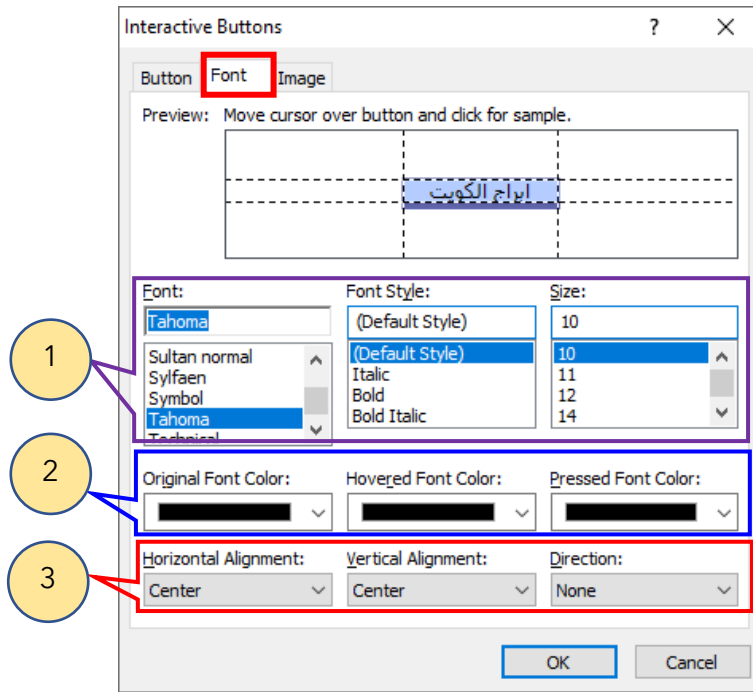 Interactive Buttons ?
Button Font Image
Preview: Move cursor over button and click for sample.
ابراج الكويت
Font: Font Style: Size:
Tahoma (Default Style) 10
Sultan normal (Default Style) 10
Sylfaen Italic 11
Symbol Bold 12
Tahoma Bold Italic 14
Technical
1
Original Font Color: Hovered Font Color: Pressed Font Color:
2
Horizontal Alignment: Vertical Alignment: Direction:
Center Center None
3
OK Cancel